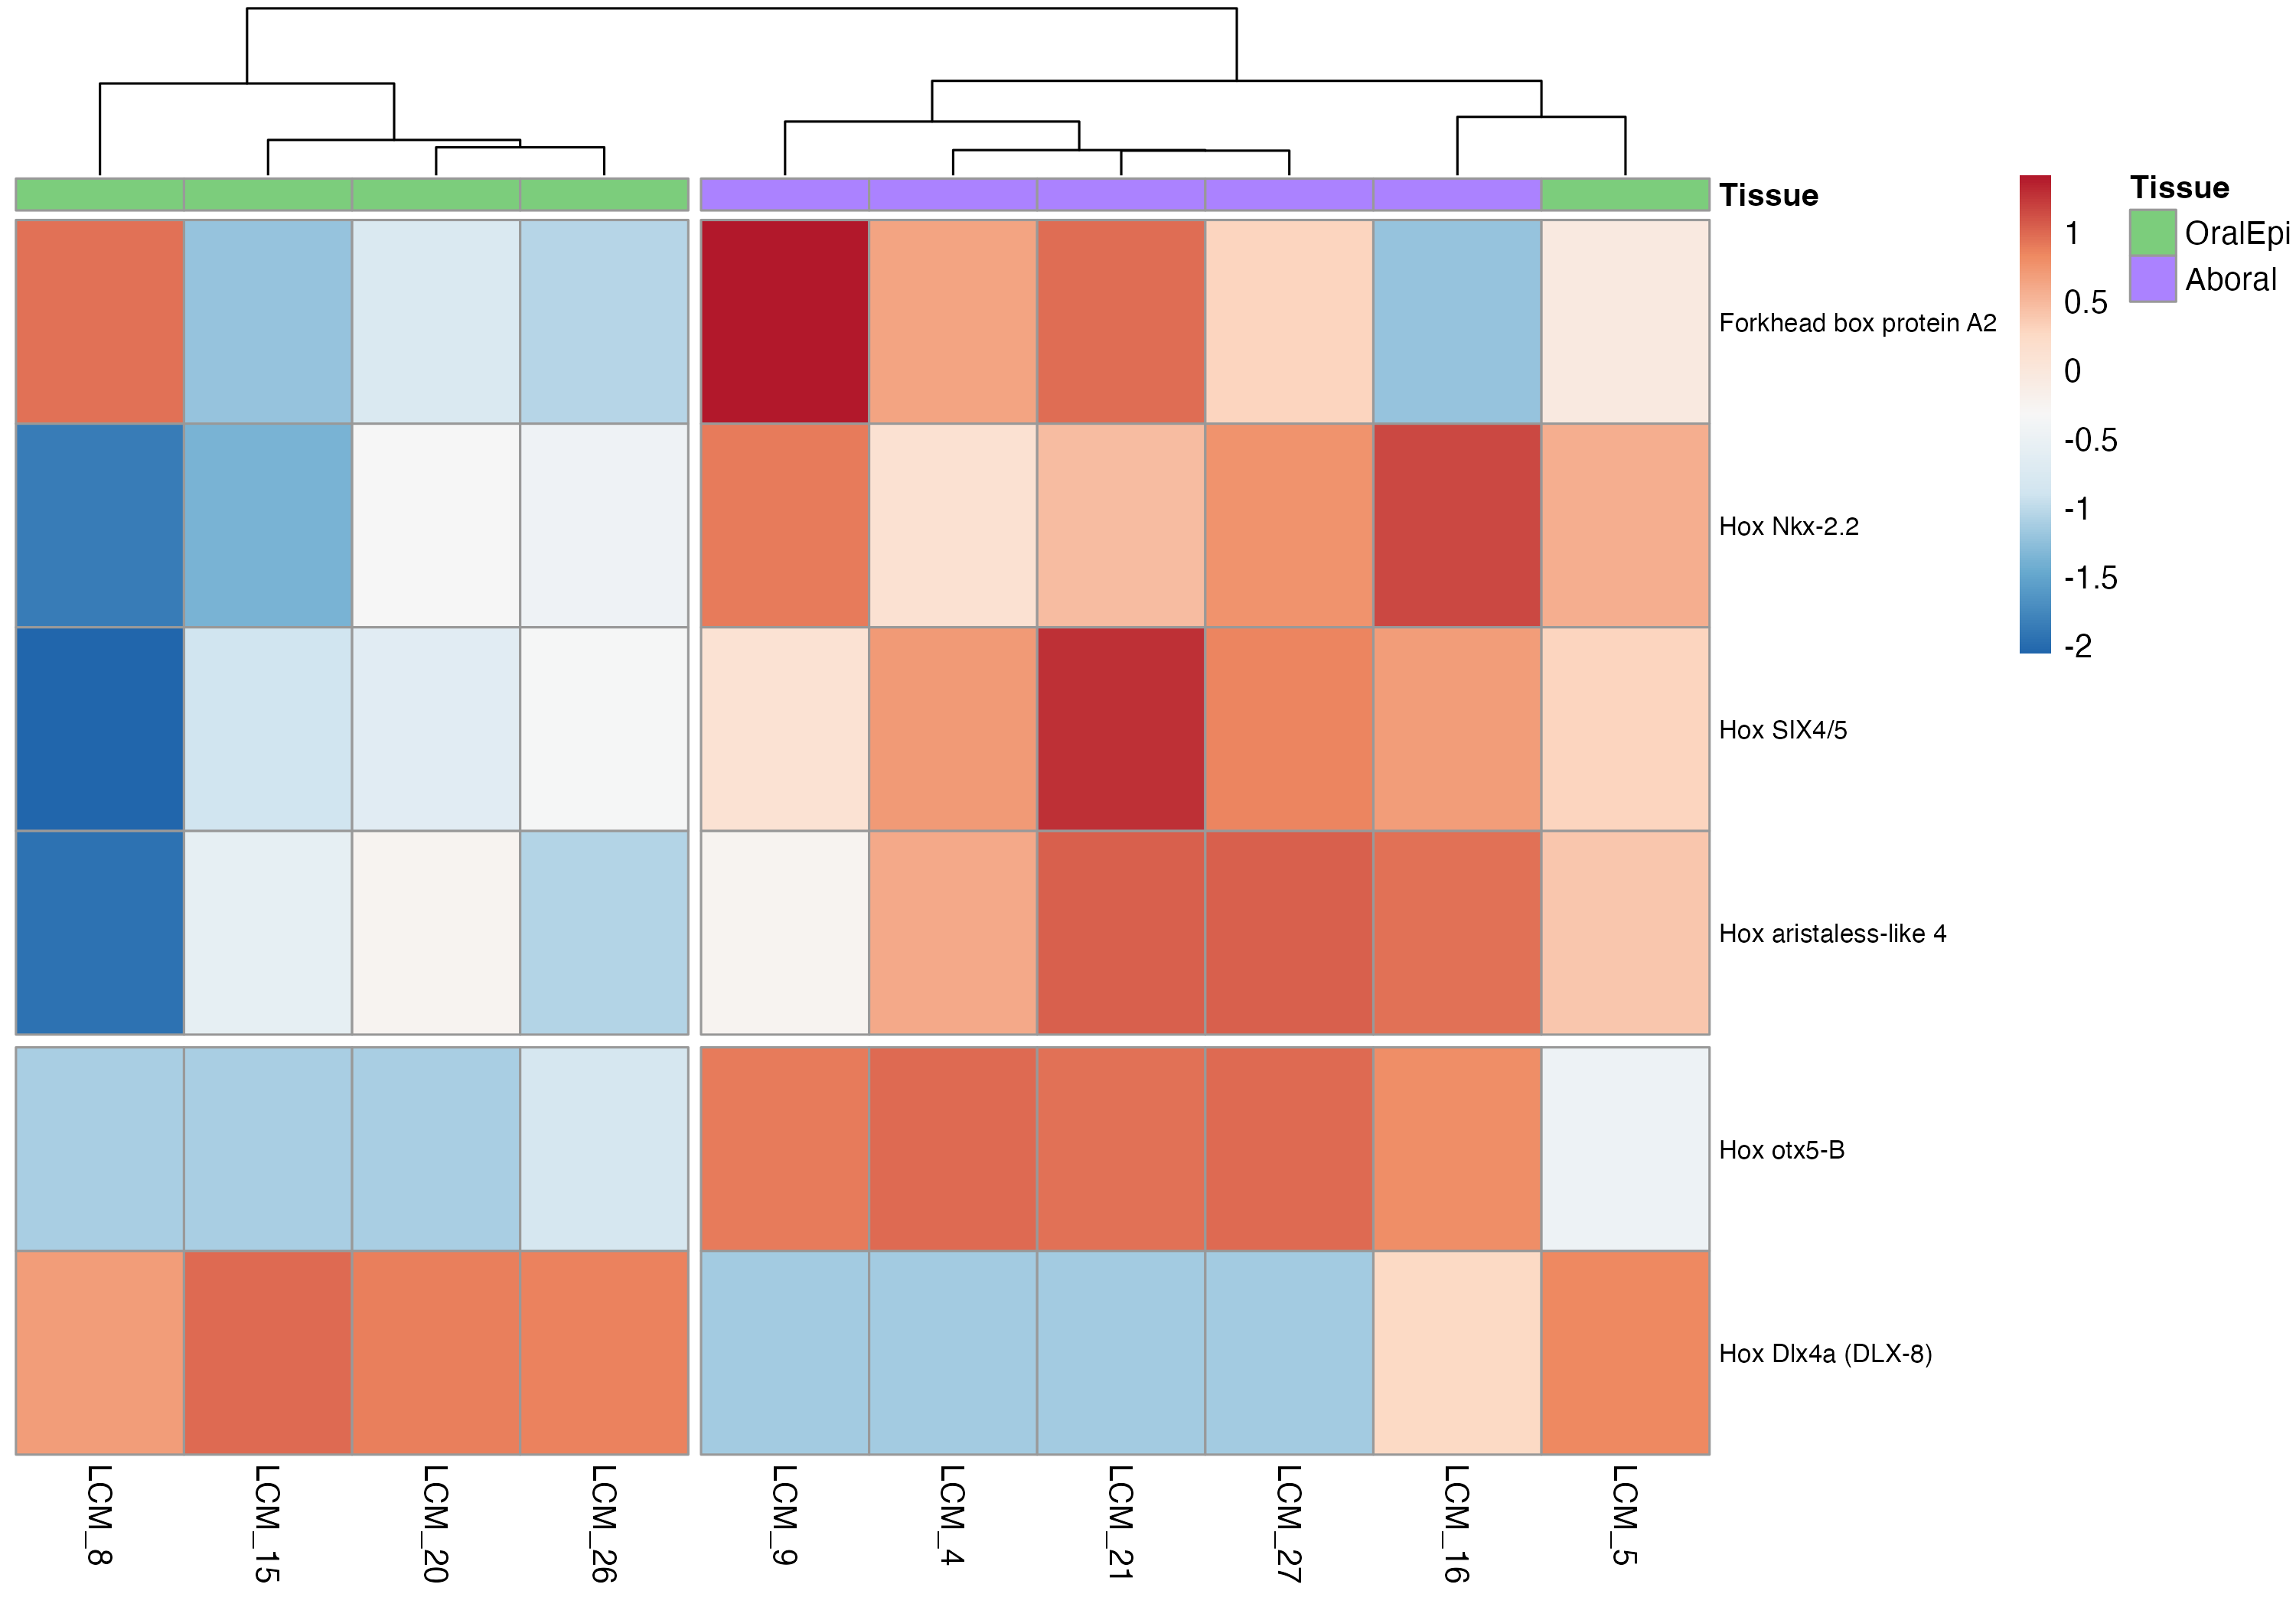 Tissue
Forkhead box protein A2
Hox Nkx-2.2
Hox SIX4/5
Hox aristaless-like 4
Hox otx5-B
Hox Dlx4a (DLX-8)
LCM_8
LCM_15
LCM_20
LCM_26
LCM_9
LCM_4
LCM_21
LCM_27
LCM_16
LCM_5
1
0.5
0
-0.5
-1
-1.5
-2
Tissue
OralEpi
Aboral